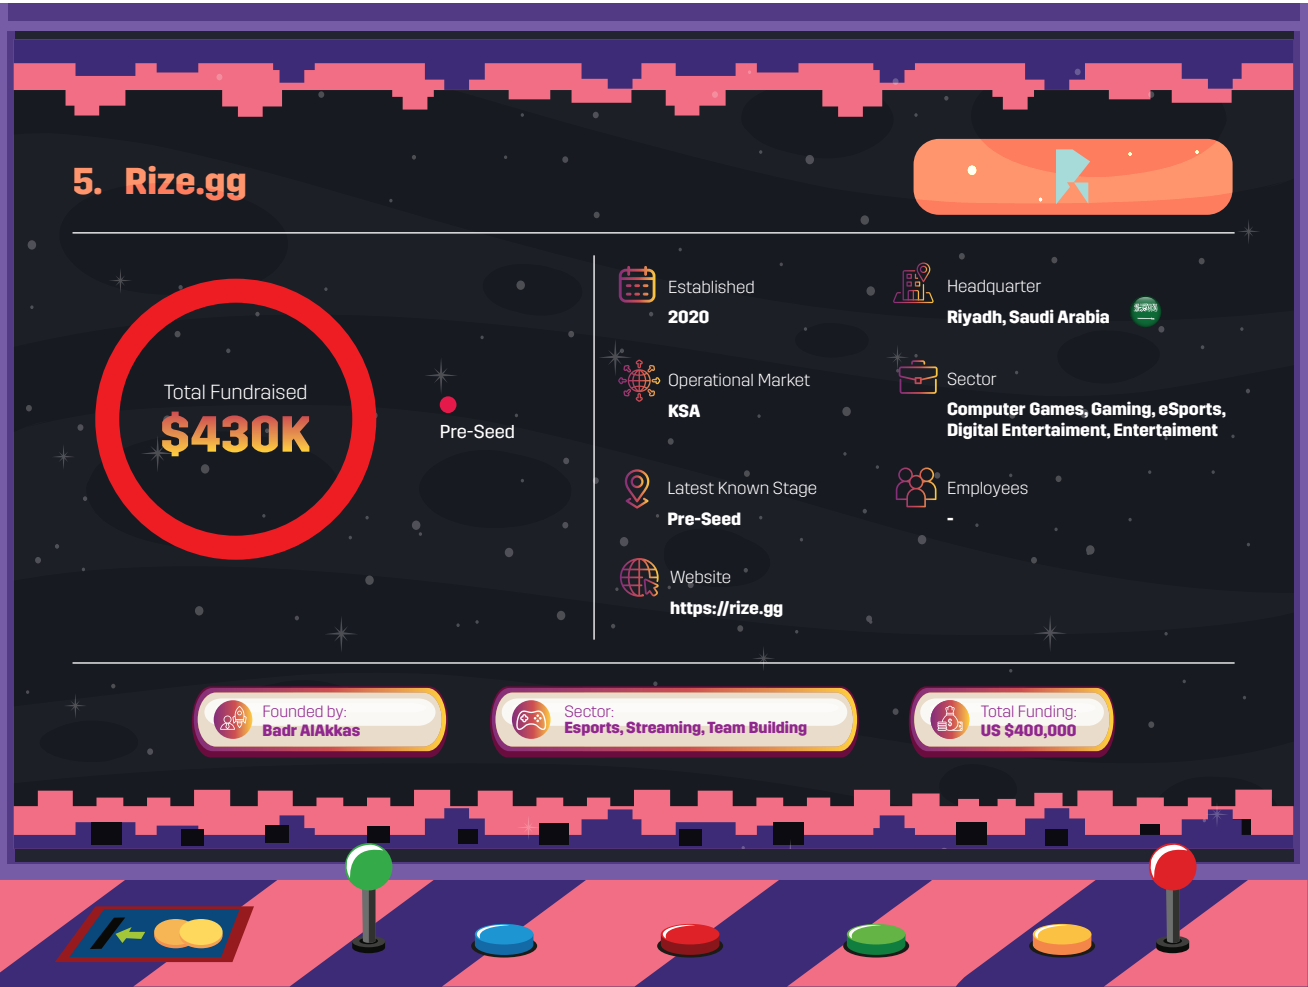 5. Rize.gg
Total Fundraised
$430K
Pre-Seed
Established
2020
Headquarter
Riyadh, Saudi Arabia
Operational Market
KSA
Sector
Computer Games, Gaming, eSports,
Digital Entertaiment, Entertaiment
Latest Known Stage
Pre-Seed
Employees
-
Website
https://rize.gg
Founded by:
Badr AlAkkas
Sector:
Esports, Streaming, Team Building
Total Funding:
US $400,000